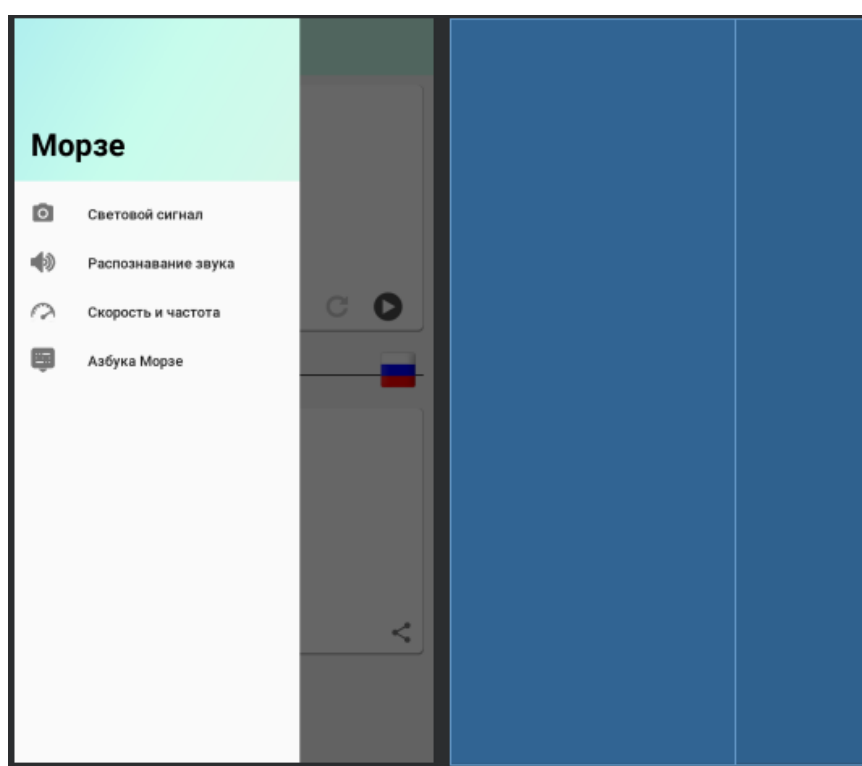 Морзе
Световой сигнал
Распознавание звука
Скорость и частота
Азбука Морзе